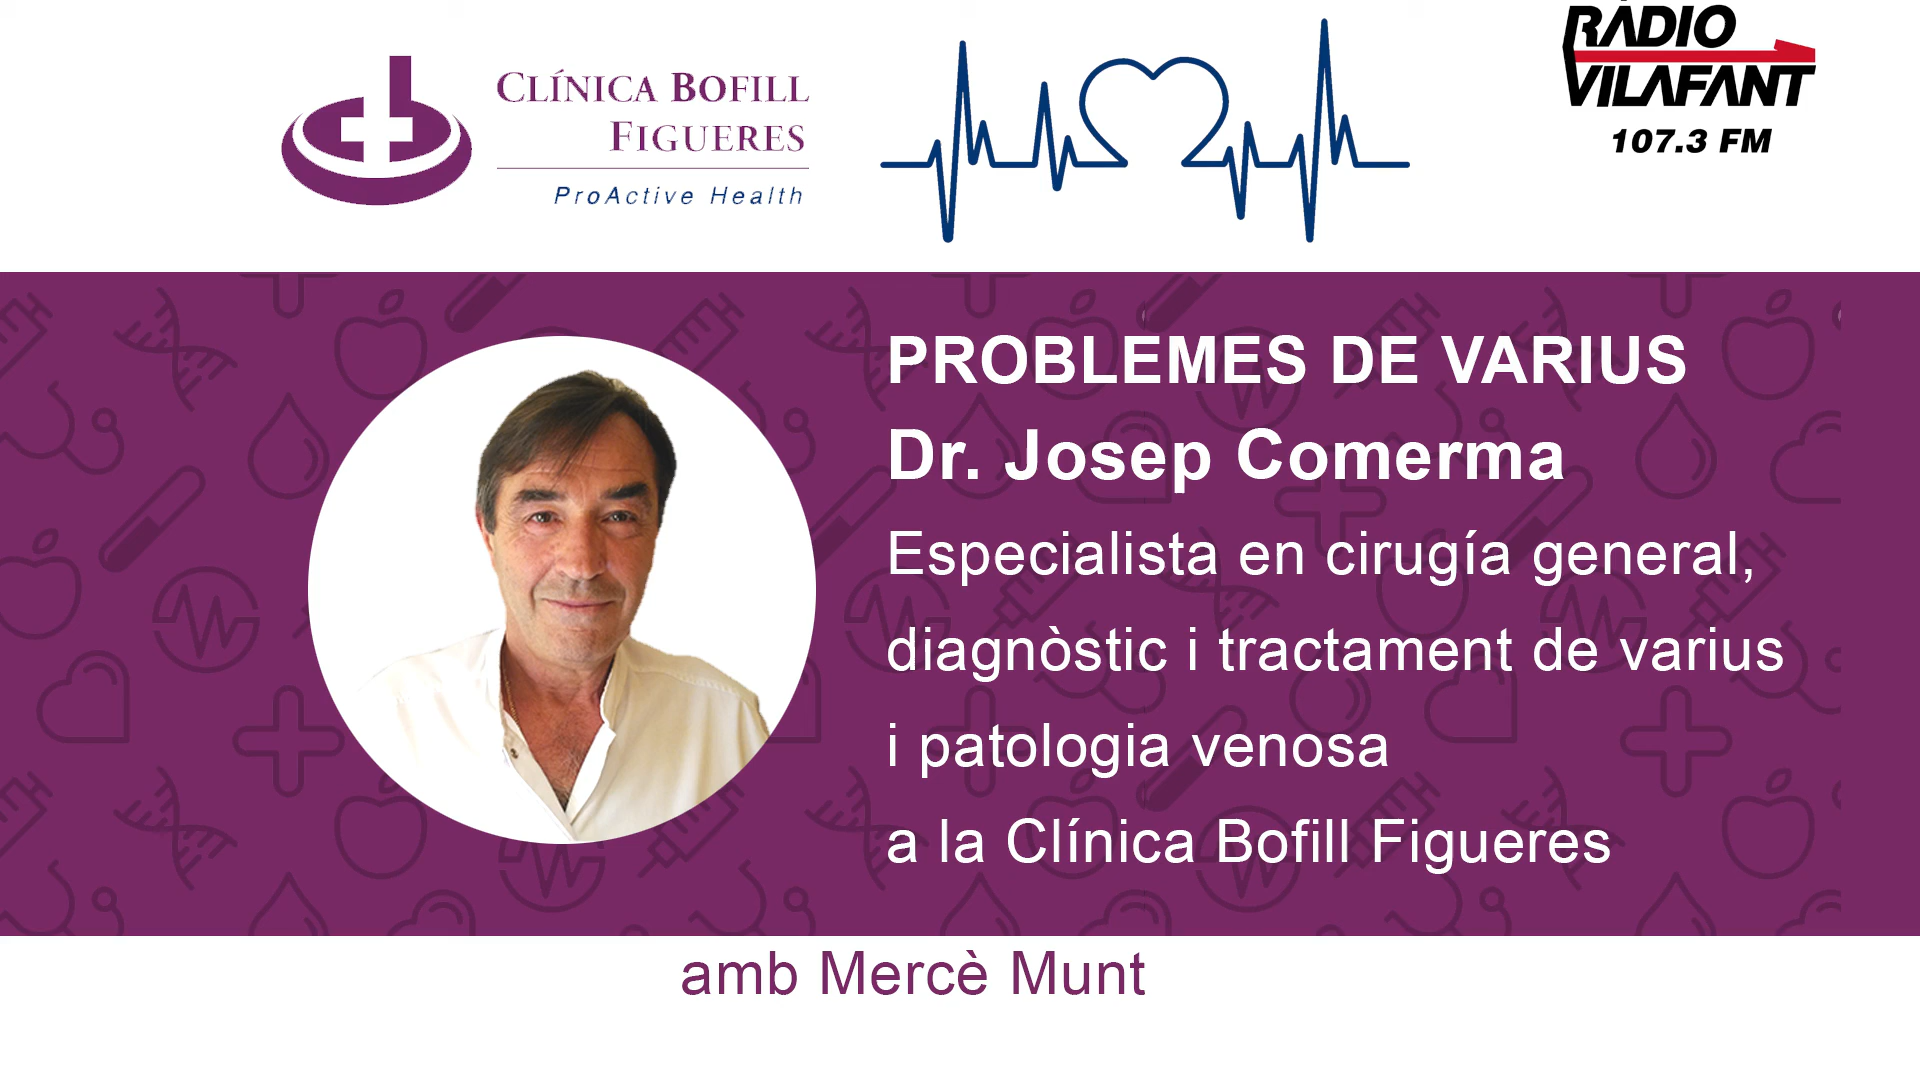 CLÍNICA BOFILL
FIGUERES
ProActive Health
RÀDIO
VILAFANT
107.3 FM
PROBLEMES DE VARIUS
Dr. Josep Comerma
Especialista en cirugía general,
diagnòstic i tractament de varius
i patologia venosa
a la Clínica Bofill Figueres
amb Mercè Munt